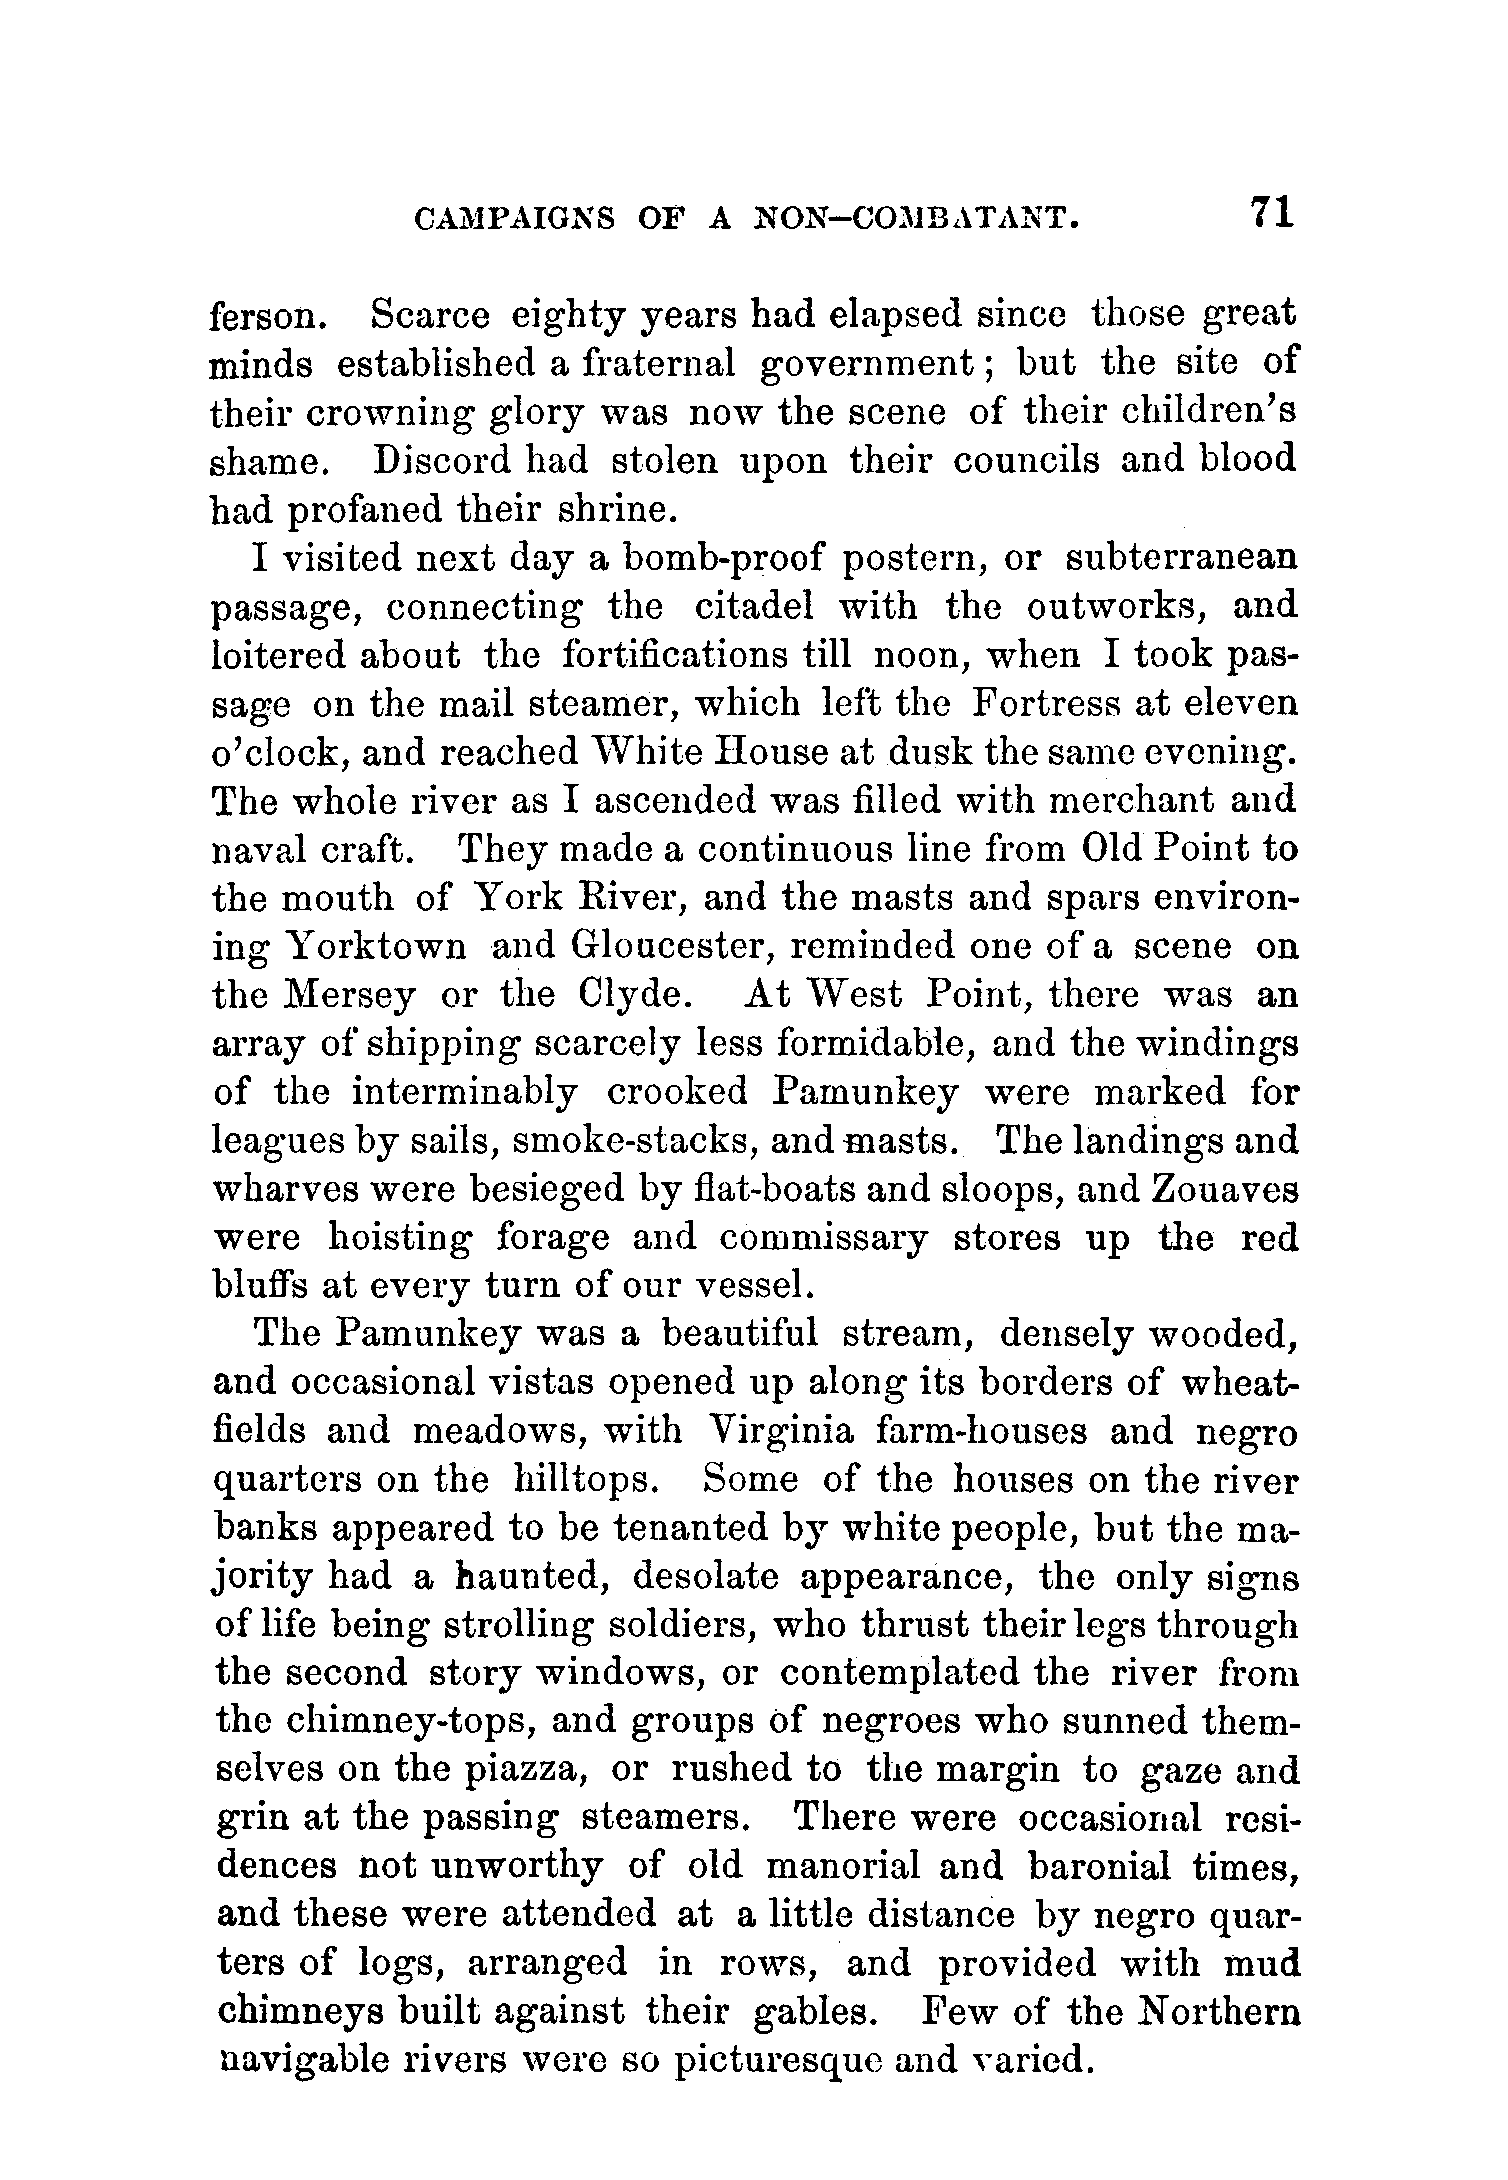 CAMPAIGNS OF A NON-COMBATANT. 71
ferson. Scarce eighty years had elapsed since those great
minds established a fraternal government; but the site of
their crowning glory was now the scene of their children's
shame. Discord had stolen upon their councils and blood
had profaned their shrine.
I visited next day a bomb-proof postern, or subterranean
passage, connecting the citadel with the outworks, and
loitered about the fortifications till noon, when I took pas-
sage on the mail steamer, which left the Fortress at eleven
o'clock, and reached White House at dusk the same evening.
The whole river as I ascended was filled with merchant and
naval craft. They made a continuous line from Old Point to
the mouth of York River, and the masts and spars environ-
ing Yorktown and Gloucester, reminded one of a scene on
the Mersey or the Clyde. At West Point, there was an
array of shipping scarcely less formidable, and the windings
of the interminably crooked Pamunkey were marked for
leagues by sails, smoke-stacks, and masts. The landings and
wharves were besieged by flat-boats and sloops, and Zouaves
were hoisting forage and commissary stores up the red
bluffs at every turn of our vessel.
The Pamunkey was a beautiful stream, densely wooded,
and occasional vistas opened up along its borders of wheat-
fields and meadows, with Virginia farm-houses and negro
quarters on the hilltops. Some of the houses on the river
banks appeared to be tenanted by white people, but the ma-
jority had a haunted, desolate appearance, the only signs
of life being strolling soldiers, who thrust their legs through
the second story windows, or contemplated the river from
the chimney-tops, and groups of negroes who sunned them-
selves on the piazza, or rushed to the margin to gaze and
grin at the passing steamers. There were occasional resi-
dences not unworthy of old manorial and baronial times,
and these were attended at a little distance by negro quar-
ters of logs, arranged in rows, and provided with mud
chimneys built against their gables. Few of the Northern
navigable rivers were so picturesque and varied.